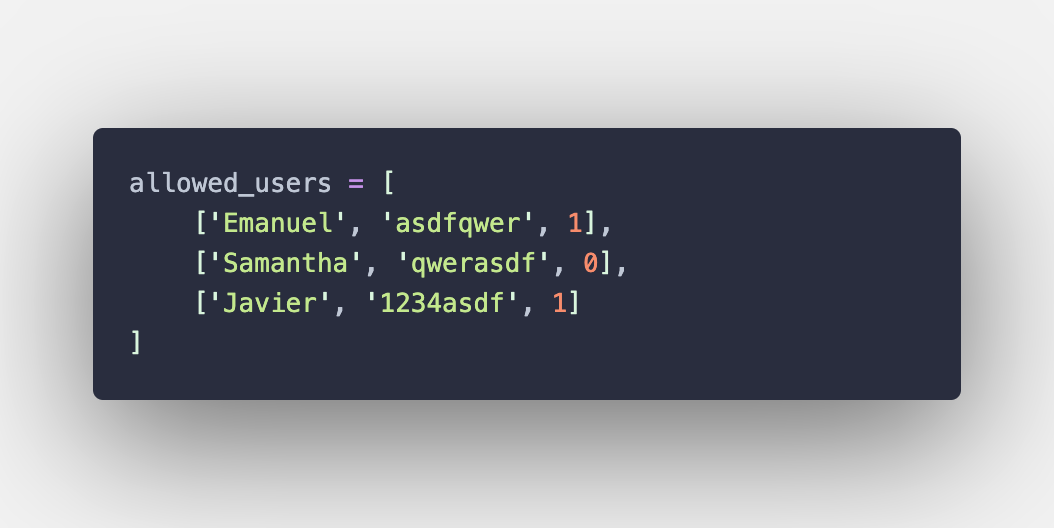 allowed_users = [
    ['Emanuel', 'asdfqwer', 1],
    ['Samantha', 'qwerasdf', 0],
    ['Javier', '1234asdf', 1]
]